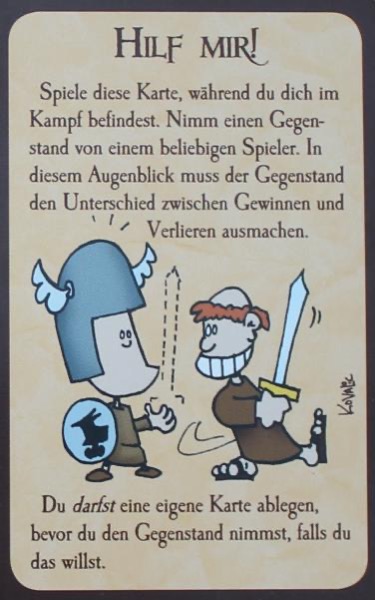 HILF MIR!
Spiele diese Karte, während du dich im
Kampf befindest. Nimm einen Gegen-
stand von einem beliebigen Spieler. In
diesem Augenblick muss der Gegenstand
den Unterschied zwischen Gewinnen und
Verlieren ausmachen.
KOVALIC
Du darfst eine eigene Karte ablegen,
bevor du den Gegenstand nimmst, falls du
das willst.